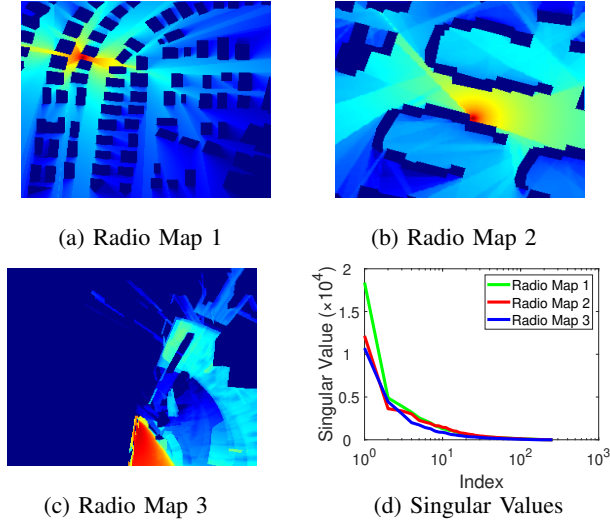 (a) Radio Map 1
(b) Radio Map 2
(c) Radio Map 3
Singular Value (×10⁴)
2
1.5
1
0.5
0
Radio Map 1
Radio Map 2
Radio Map 3
10⁰ 10¹ 10² 10³
Index
(d) Singular Values